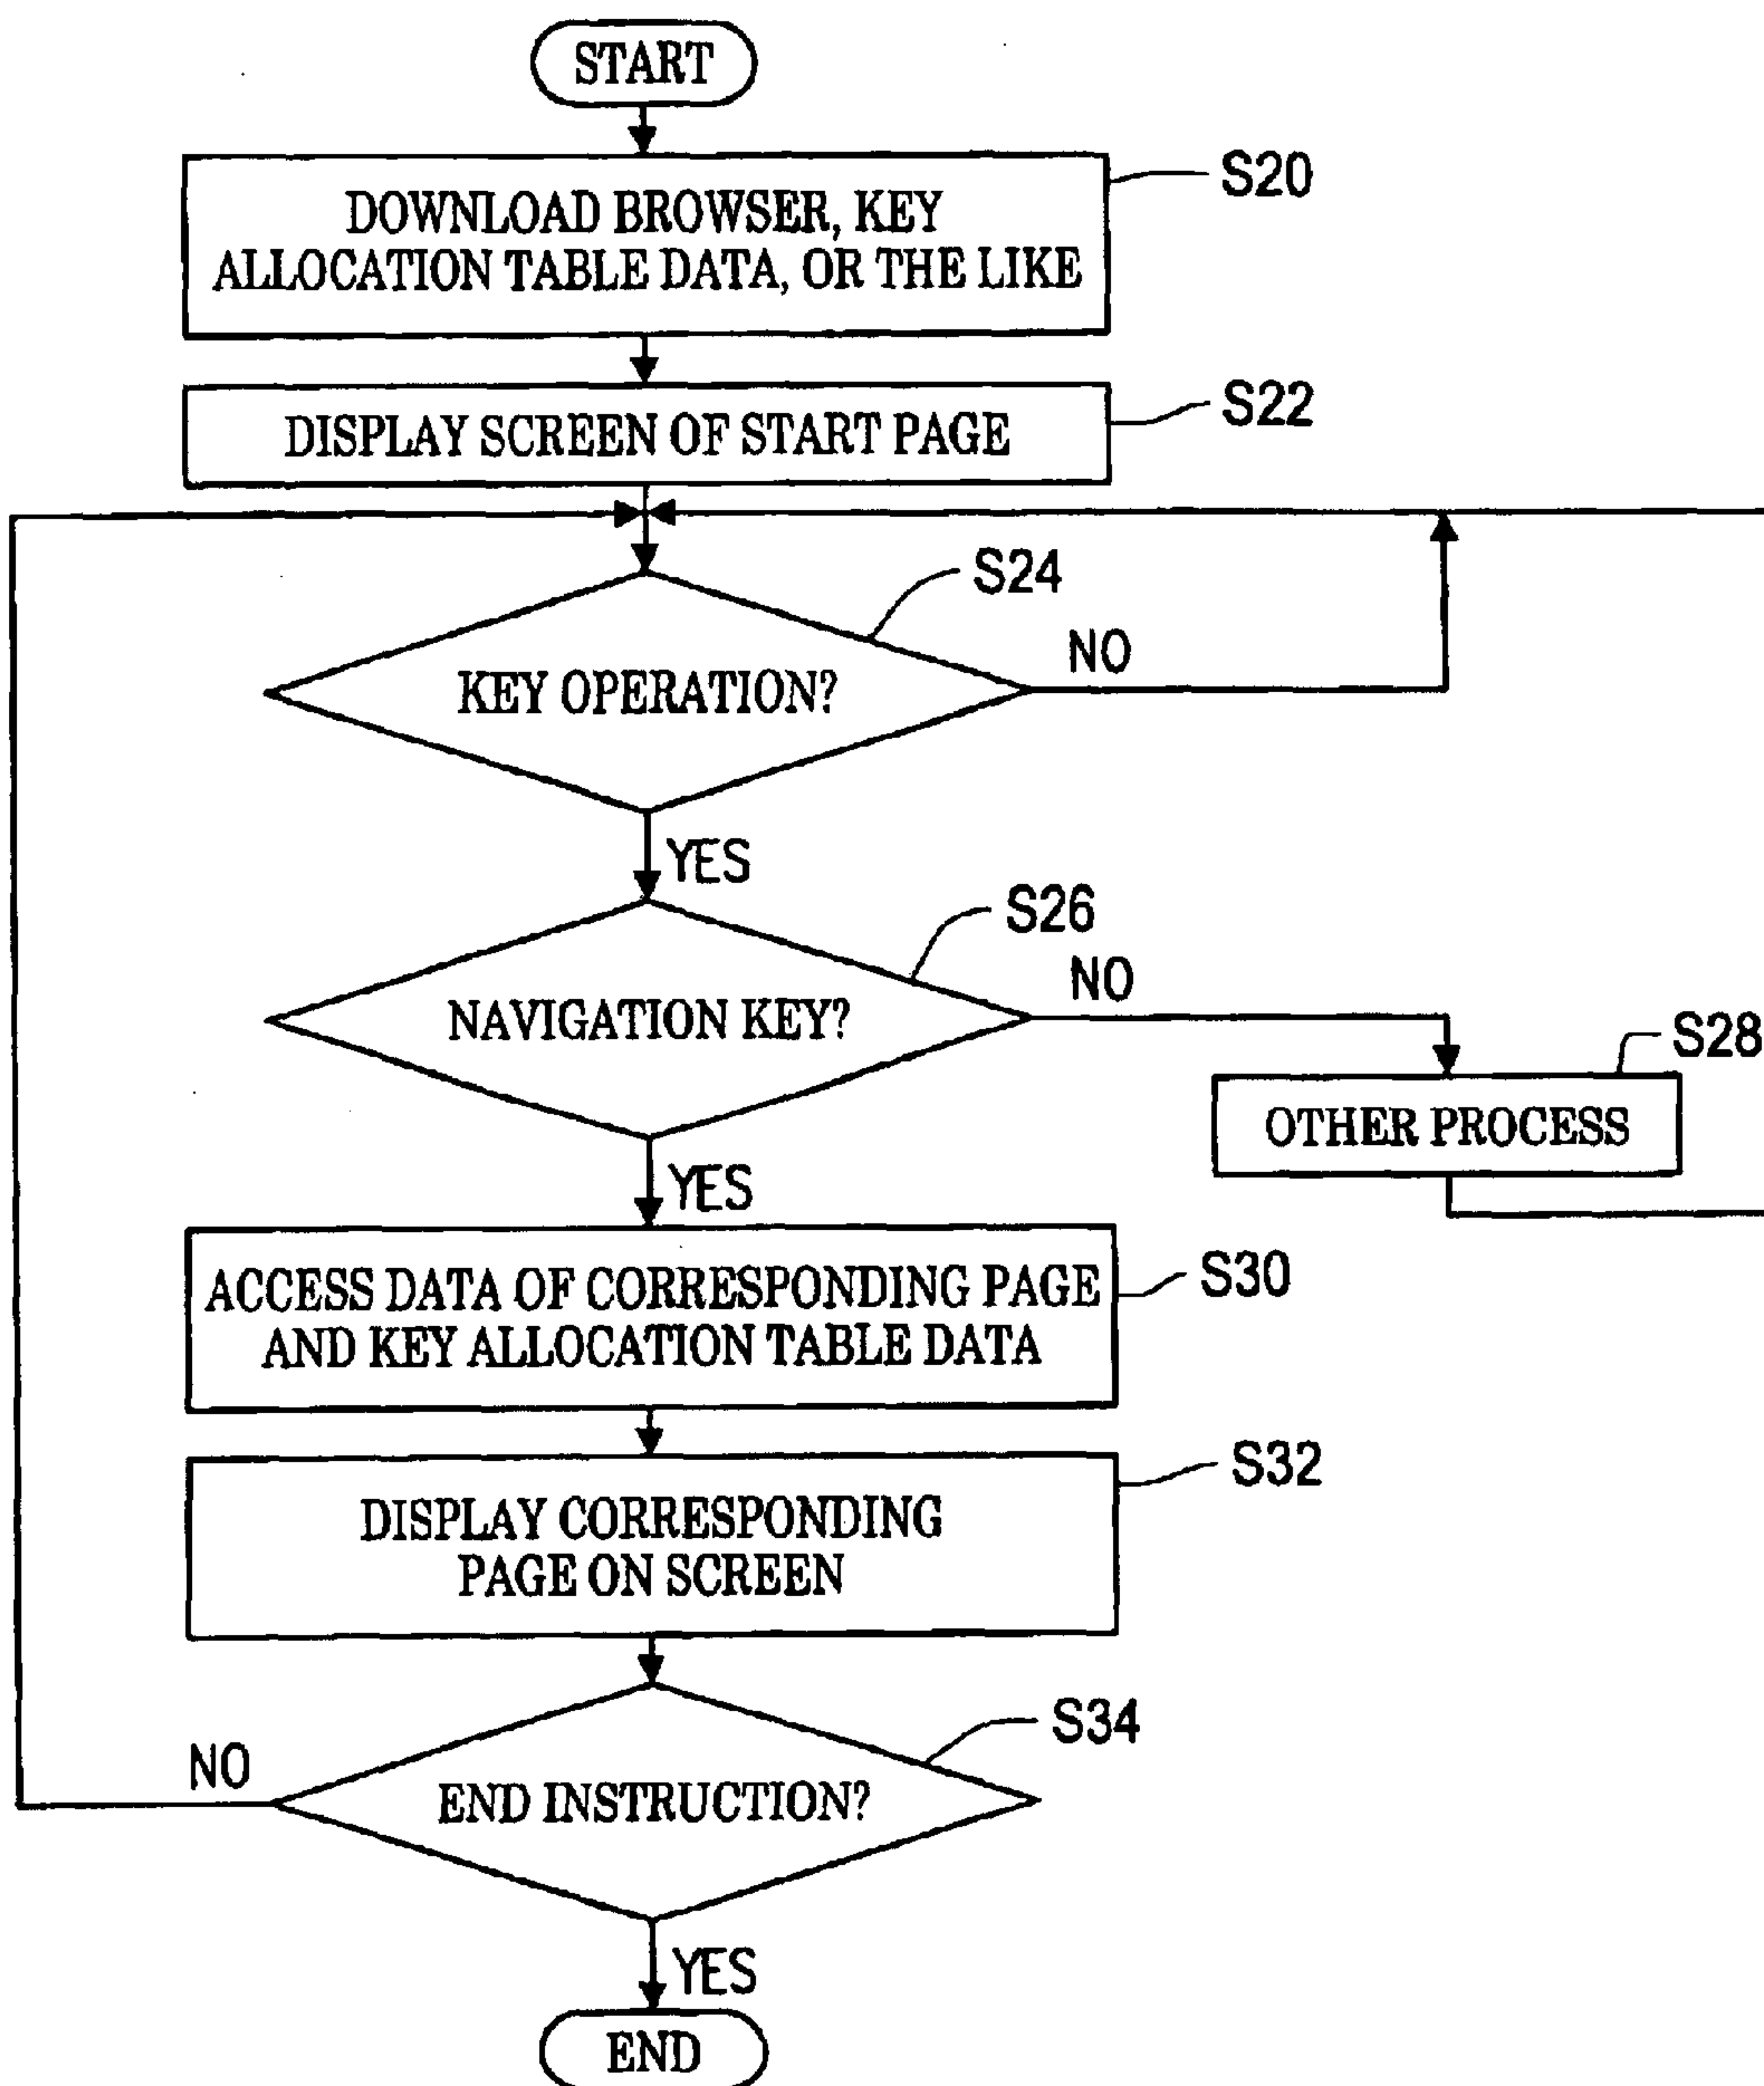 START
DOWNLOAD BROWSER, KEY
ALLOCATION TABLE DATA, OR THE LIKE
S20
DISPLAY SCREEN OF START PAGE
S22
S24
KEY OPERATION?
NO
YES
S26
NAVIGATION KEY?
NO
S28
OTHER PROCESS
YES
ACCESS DATA OF CORRESPONDING PAGE
AND KEY ALLOCATION TABLE DATA
S30
DISPLAY CORRESPONDING
PAGE ON SCREEN
S32
S34
END INSTRUCTION?
NO
YES
END